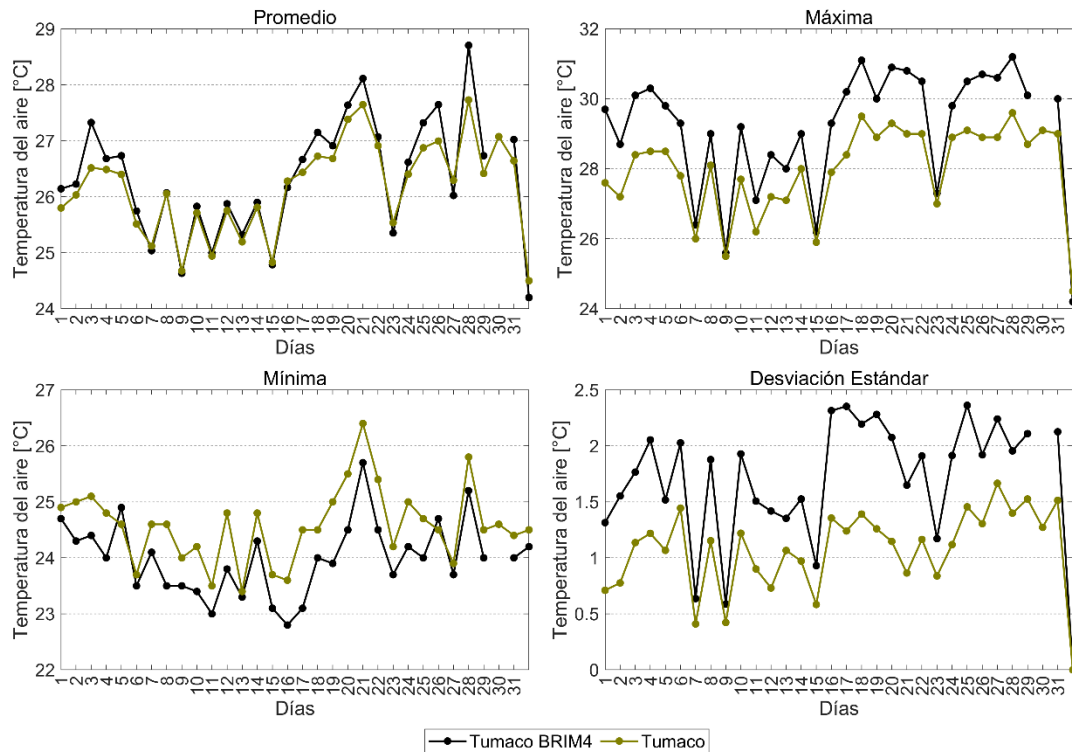 Promedio
Temperatura del aire [°C]
29
28
27
26
25
24
1 2 3 4 5 6 7 8 9 10 11 12 13 14 15 16 17 18 19 20 21 22 23 24 25 26 27 28 29 30 31
Días
Máxima
Temperatura del aire [°C]
32
30
28
26
24
1 2 3 4 5 6 7 8 9 10 11 12 13 14 15 16 17 18 19 20 21 22 23 24 25 26 27 28 29 30 31
Días
Mínima
Temperatura del aire [°C]
27
26
25
24
23
22
1 2 3 4 5 6 7 8 9 10 11 12 13 14 15 16 17 18 19 20 21 22 23 24 25 26 27 28 29 30 31
Días
Desviación Estándar
Temperatura del aire [°C]
2.5
2
1.5
1
0.5
0
1 2 3 4 5 6 7 8 9 10 11 12 13 14 15 16 17 18 19 20 21 22 23 24 25 26 27 28 29 30 31
Días
Tumaco BRIM4 Tumaco